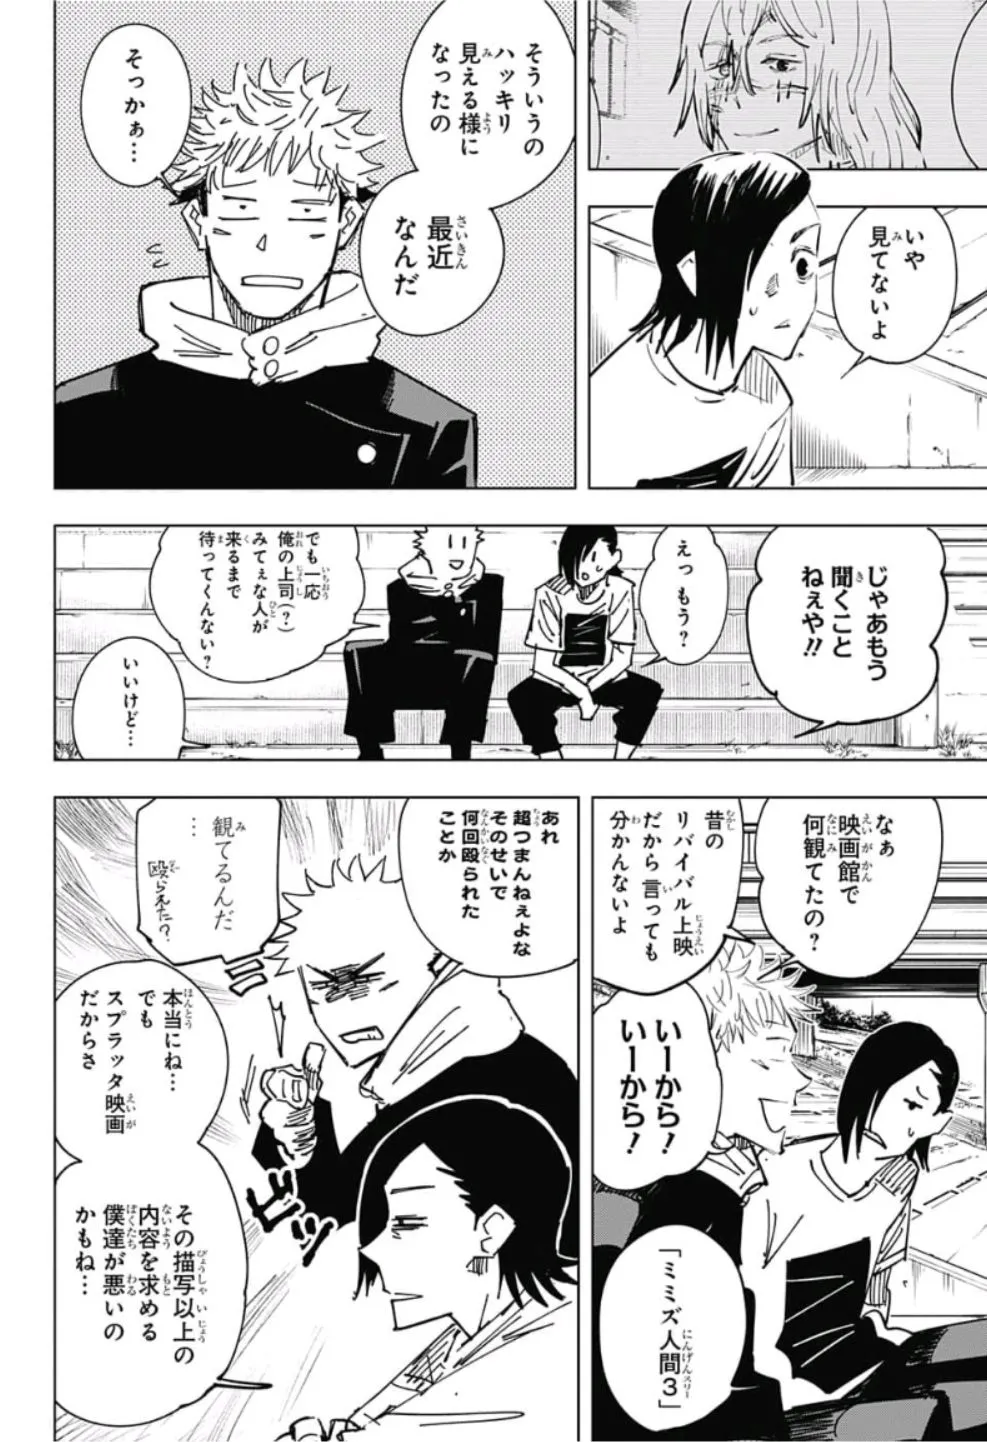 いや
見てないよ
そういうの
ハッキリ
見える様に
なったの
最近
なんだ
そっかぁ…
じゃあもう
聞くこと
ねぇや!!
えっ もう?
でも一応
俺の上司(?)
みてぇな人が
来るまで
待ってくんない?
いいけど…
なぁ
映画館で
何観てたの?
昔の
リバイバル上映
だから 言っても
分かんないよ
いーから!
いーから!
「ミミズ人間3」
あれ
超つまんねぇよな
そのせいで
何回殴られた
ことか
観てるんだ
…
殴られた?
ビッ
本当にね…
でも
スプラッタ映画
だからさ
その描写以上の
内容を求める
僕達が悪いの
かもね…